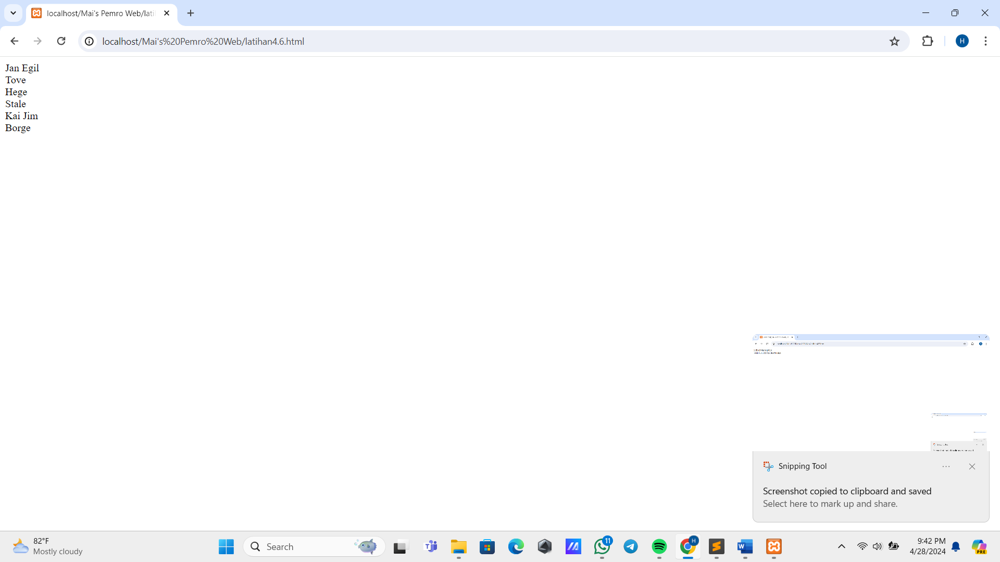 localhost/Mai's Pemro Web/lati
localhost/Mai's%20Pemro%20Web/latihan4.6.html
H
Jan Egil
Tove
Hege
Stale
Kai Jim
Borge
Snipping Tool
Screenshot copied to clipboard and saved
Select here to mark up and share.
82°F
Mostly cloudy
Search
11
H
9:42 PM
4/28/2024
PRE